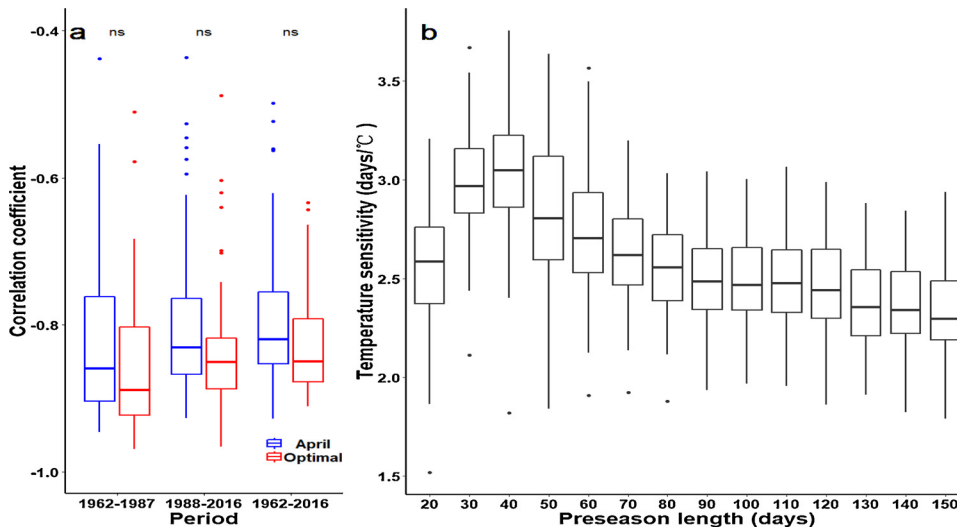 a
ns ns ns
-0.4
-0.6
-0.8
-1.0
Correlation coefficient
April
Optimal
1962-1987 1988-2016 1962-2016
Period
b
3.5
3.0
2.5
2.0
1.5
Temperature sensitivity (days/℃)
20 30 40 50 60 70 80 90 100 110 120 130 140 150
Preseason length (days)